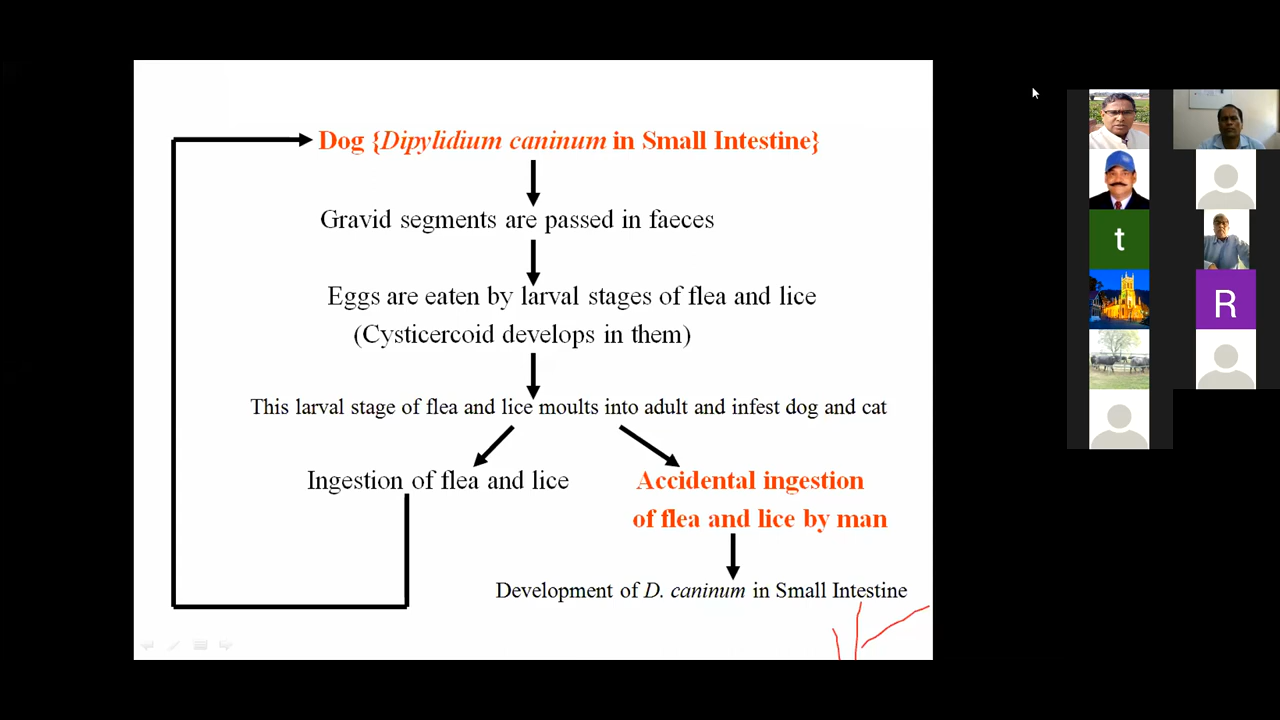 Dog {Dipylidium caninum in Small Intestine}
Gravid segments are passed in faeces
Eggs are eaten by larval stages of flea and lice
(Cysticercoid develops in them)
This larval stage of flea and lice moults into adult and infest dog and cat
Ingestion of flea and lice
Accidental ingestion
of flea and lice by man
Development of D. caninum in Small Intestine
t
R